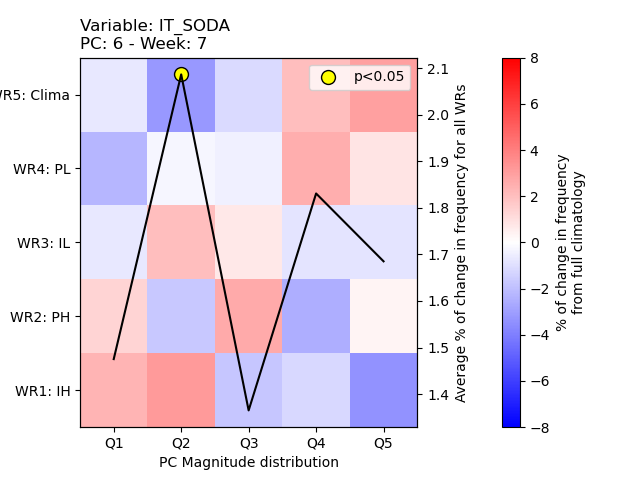 Variable: IT_SODA
PC: 6 - Week: 7
p<0.05
WR5: Clima
WR4: PL
WR3: IL
WR2: PH
WR1: IH
Q1 Q2 Q3 Q4 Q5
PC Magnitude distribution
2.1
2.0
1.9
1.8
1.7
1.6
1.5
1.4
Average % of change in frequency for all WRs
8
6
4
2
0
−2
−4
−6
−8
% of change in frequency
from full climatology